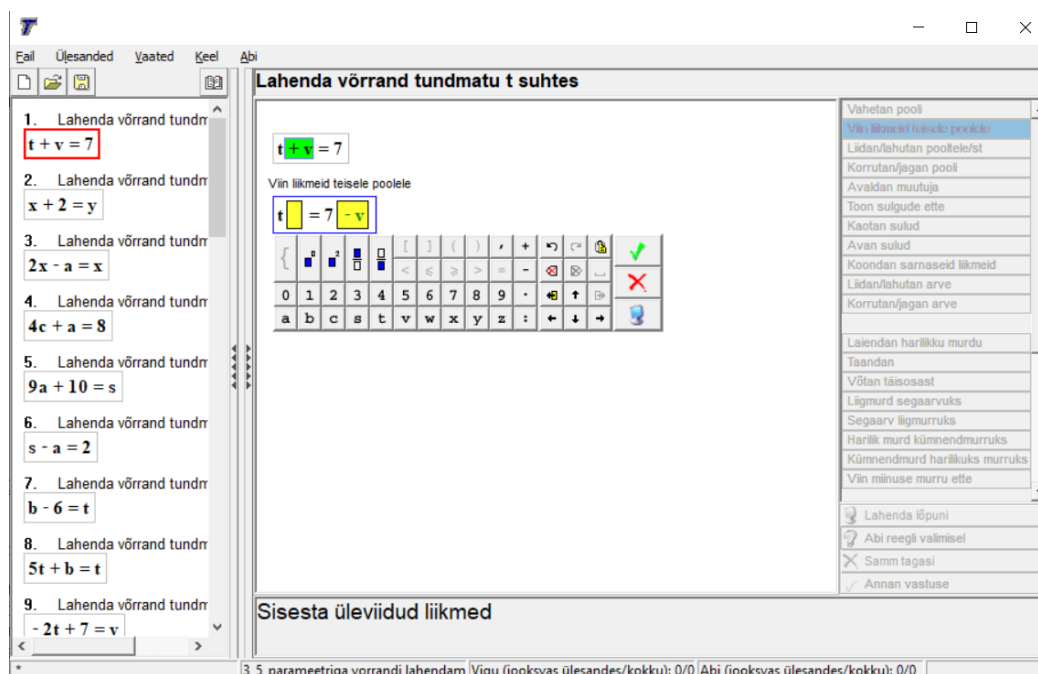 T
Fail Ülesanded Vaated Keel Abi
Lahenda võrrand tundmatu t suhtes
1. Lahenda võrrand tundm
t + v = 7
2. Lahenda võrrand tundm
x + 2 = y
3. Lahenda võrrand tundm
2x - a = x
4. Lahenda võrrand tundm
4c + a = 8
5. Lahenda võrrand tundm
9a + 10 = s
6. Lahenda võrrand tundm
s - a = 2
7. Lahenda võrrand tundm
b - 6 = t
8. Lahenda võrrand tundm
5t + b = t
9. Lahenda võrrand tundm
- 2t + 7 = v
t + v = 7
Viin liikmeid teisele poolele
t = 7 - v
{ [ ] ( ) , +
< ≤ ≥ > = -
0 1 2 3 4 5 6 7 8 9 ·
a b c s t v w x y z :
Vahetan pooli
Viin liikmeid teisele poolele
Liidan/lahutan pooltele/st
Korrutan/jagan pooli
Avaldan muutuja
Toon sulgude ette
Kaotan sulud
Avan sulud
Koondan sarnaseid liikmeid
Liidan/lahutan arve
Korrutan/jagan arve
Laiendan harilikku murdu
Taandan
Võtan täisosast
Liigmurd segaarvuks
Segaarv liigmurruks
Harilik murd kümnendmurruks
Kümnendmurd harilikuks murruks
Viin miinuse murru ette
Lahenda lõpuni
Abi reegli valimisel
Samm tagasi
Annan vastuse
Sisesta üleviidud liikmed
* 3_5_parameetriga vorrandi lahendam Vigu (jooksvas ülesandes/kokku): 0/0 Abi (jooksvas ülesandes/kokku): 0/0